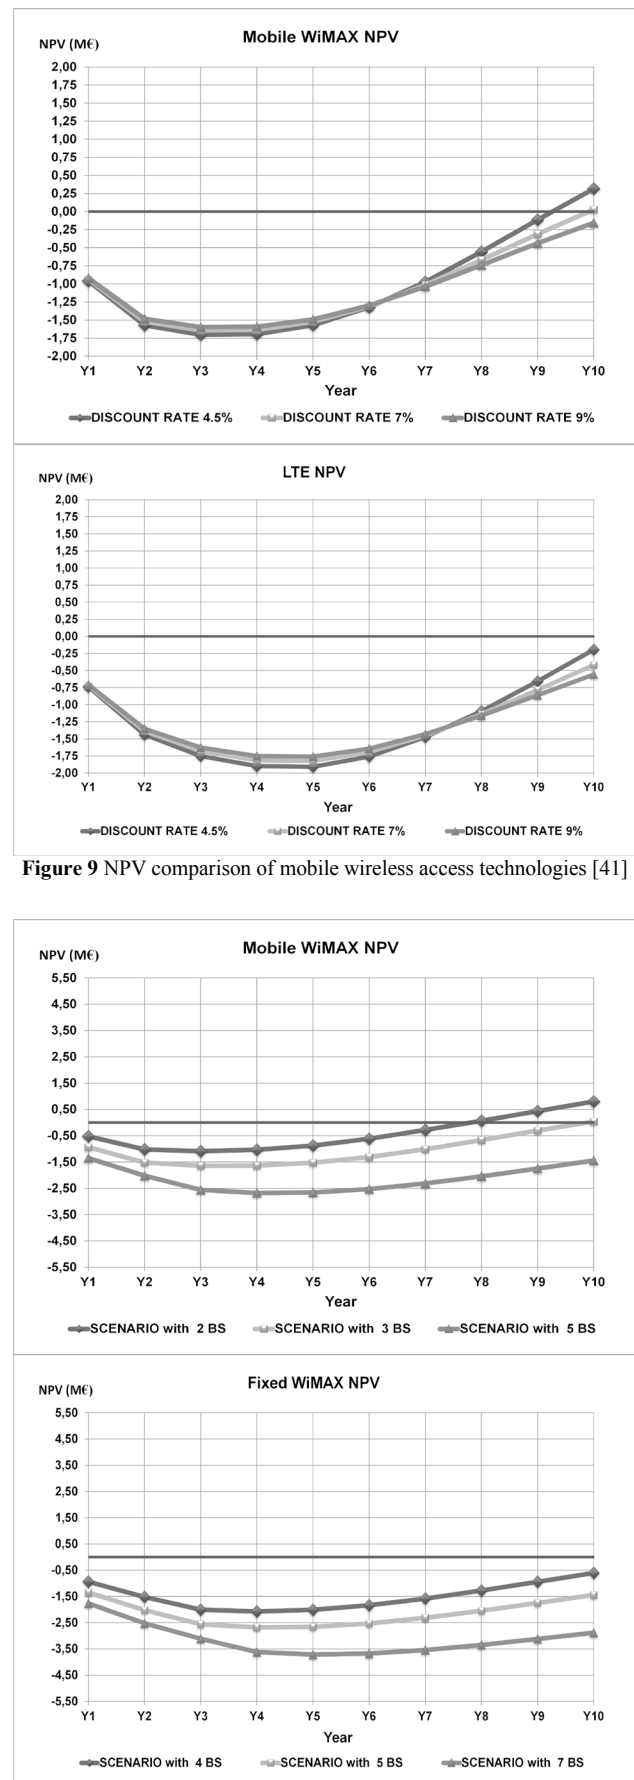 Mobile WiMAX NPV
NPV (M€)
2,00
1,75
1,50
1,25
1,00
0,75
0,50
0,25
0,00
-0,25
-0,50
-0,75
-1,00
-1,25
-1,50
-1,75
-2,00
Y1 Y2 Y3 Y4 Y5 Y6 Y7 Y8 Y9 Y10
Year
DISCOUNT RATE 4.5% DISCOUNT RATE 7% DISCOUNT RATE 9%
LTE NPV
NPV (M€)
2,00
1,75
1,50
1,25
1,00
0,75
0,50
0,25
0,00
-0,25
-0,50
-0,75
-1,00
-1,25
-1,50
-1,75
-2,00
Y1 Y2 Y3 Y4 Y5 Y6 Y7 Y8 Y9 Y10
Year
DISCOUNT RATE 4.5% DISCOUNT RATE 7% DISCOUNT RATE 9%
Figure 9 NPV comparison of mobile wireless access technologies [41]
Mobile WiMAX NPV
NPV (M€)
5,50
4,50
3,50
2,50
1,50
0,50
-0,50
-1,50
-2,50
-3,50
-4,50
-5,50
Y1 Y2 Y3 Y4 Y5 Y6 Y7 Y8 Y9 Y10
Year
SCENARIO with 2 BS SCENARIO with 3 BS SCENARIO with 5 BS
Fixed WiMAX NPV
NPV (M€)
5,50
4,50
3,50
2,50
1,50
0,50
-0,50
-1,50
-2,50
-3,50
-4,50
-5,50
Y1 Y2 Y3 Y4 Y5 Y6 Y7 Y8 Y9 Y10
Year
SCENARIO with 4 BS SCENARIO with 5 BS SCENARIO with 7 BS